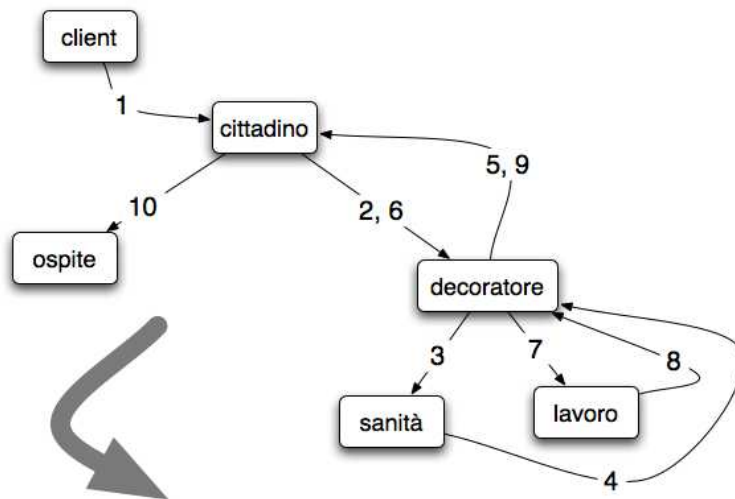 client
1
cittadino
5, 9
10
2, 6
ospite
decoratore
3
7
8
sanità
lavoro
4